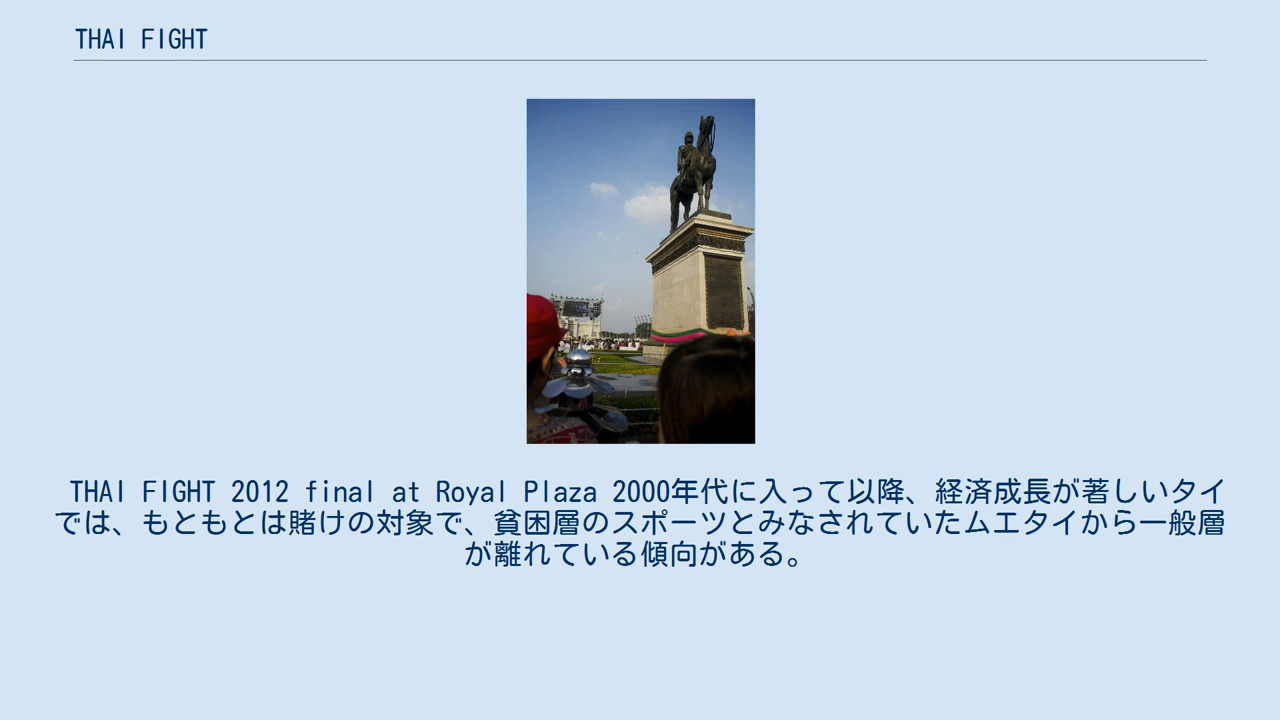 THAI FIGHT
THAI FIGHT 2012 final at Royal Plaza 2000年代に入って以降、経済成長が著しいタイ
では、もともとは賭けの対象で、貧困層のスポーツとみなされていたムエタイから一般層
が離れている傾向がある。